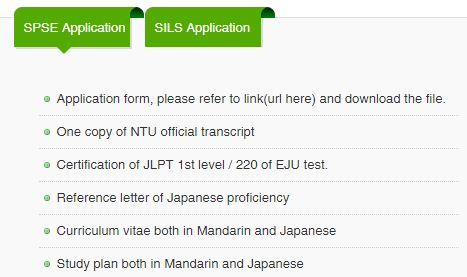 SPSE Application
SILS Application
Application form, please refer to link(url here) and download the file.
One copy of NTU official transcript
Certification of JLPT 1st level / 220 of EJU test.
Reference letter of Japanese proficiency
Curriculum vitae both in Mandarin and Japanese
Study plan both in Mandarin and Japanese